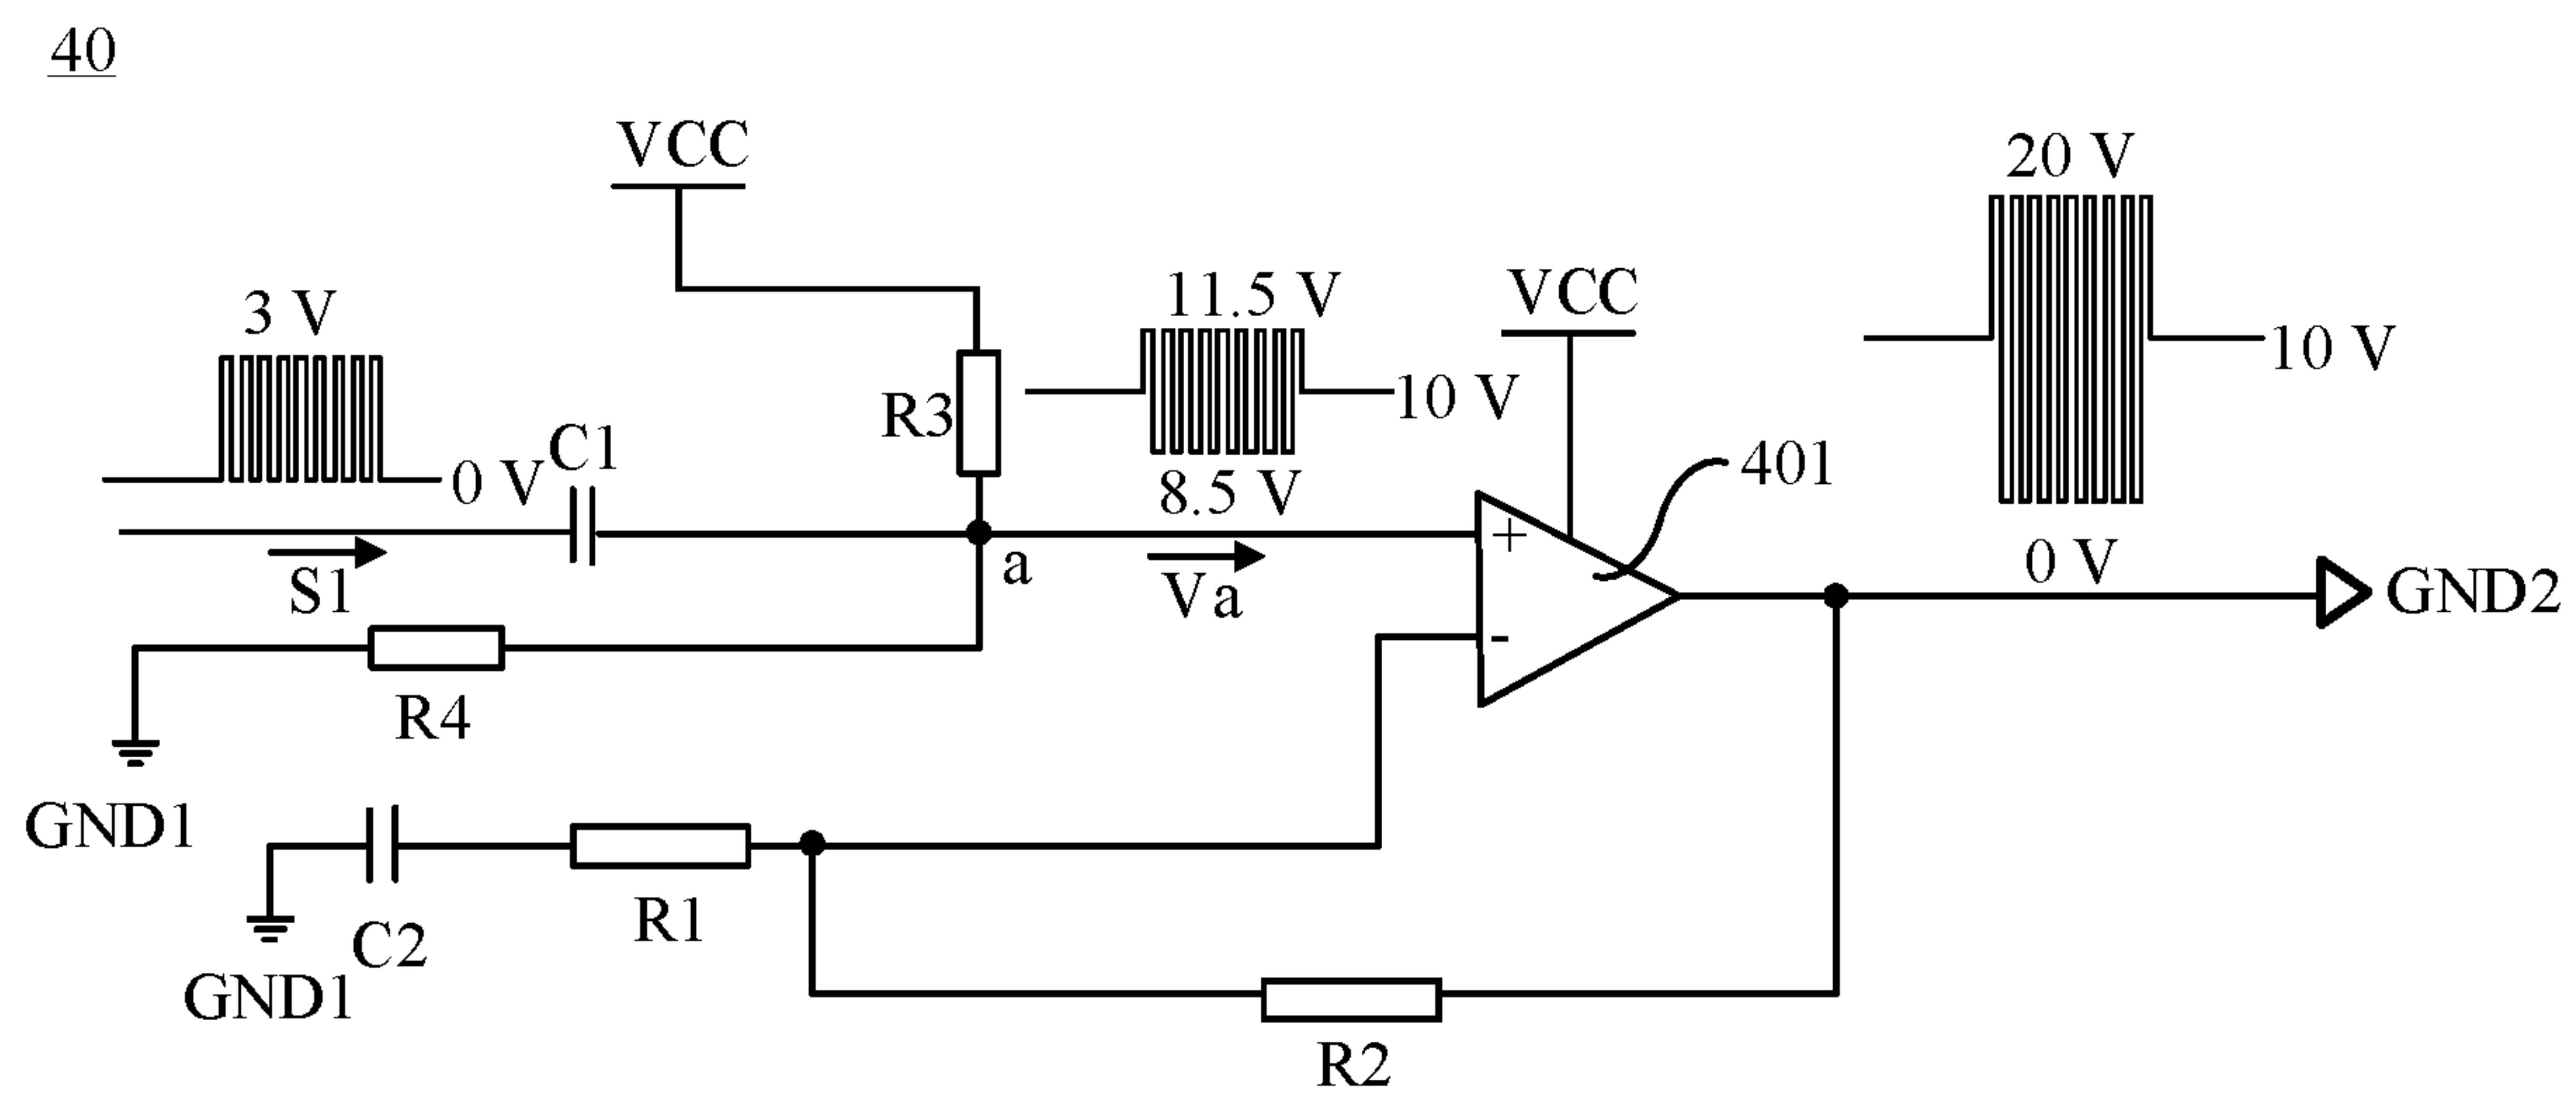 40
VCC
20 V
3 V
11.5 V
VCC
10 V
R3
10 V
C1
0 V
8.5 V
401
+
a
0 V
S1
Va
GND2
-
R4
GND1
R1
C2
GND1
R2